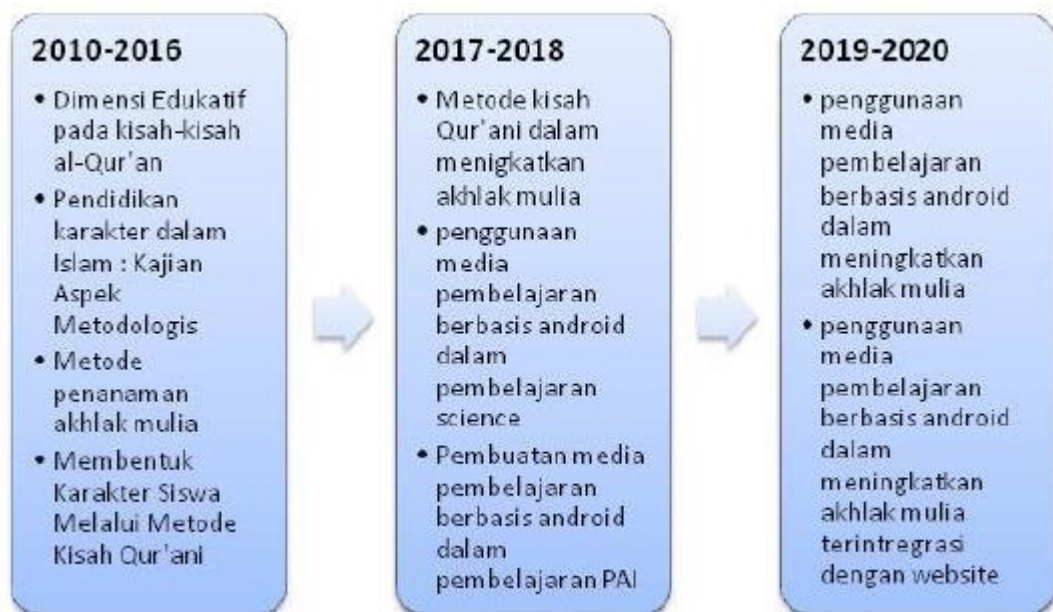 2010-2016
• Dimensi Edukatif
pada kisah-kisah
al-Qur'an
• Pendidikan
karakter dalam
Islam : Kajian
Aspek
Metodologis
• Metode
penanaman
akhlak mulia
• Membentuk
Karakter Siswa
Melalui Metode
Kisah Qur'ani
2017-2018
• Metode kisah
Qur'ani dalam
menigkatkan
akhlak mulia
• penggunaan
media
pembelajaran
berbasis android
dalam
pembelajaran
science
• Pembuatan media
pembelajaran
berbasis android
dalam
pembelajaran PAI
2019-2020
• penggunaan
media
pembelajaran
berbasis android
dalam
meningkatkan
akhlak mulia
• penggunaan
media
pembelajaran
berbasis android
dalam
meningkatkan
akhlak mulia
terintregrasi
dengan website